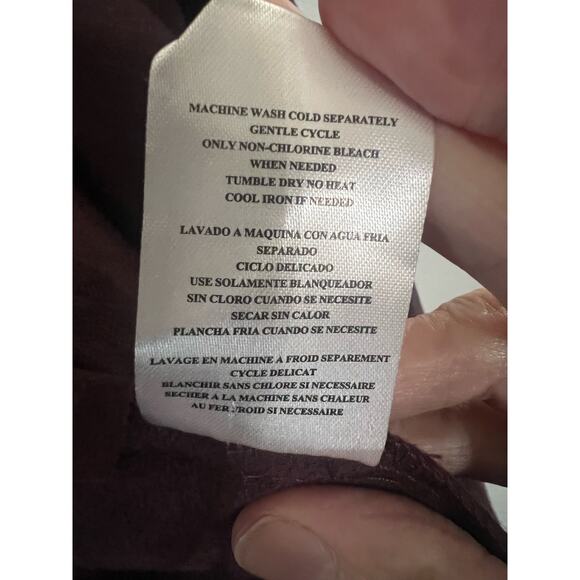 MACHINE WASH COLD SEPARATELY
GENTLE CYCLE
ONLY NON-CHLORINE BLEACH
WHEN NEEDED
TUMBLE DRY NO HEAT
COOL IRON IF NEEDED
LAVADO A MAQUINA CON AGUA FRIA
SEPARADO
CICLO DELICADO
USE SOLAMENTE BLANQUEADOR
SIN CLORO CUANDO SE NECESITE
SECAR SIN CALOR
PLANCHA FRIA CUANDO SE NECESITE
LAVAGE EN MACHINE A FROID SEPAREMENT
CYCLE DELICAT
BLANCHIR SANS CHLORE SI NECESSAIRE
SECHER A LA MACHINE SANS CHALEUR
AU FER FROID SI NECESSAIRE